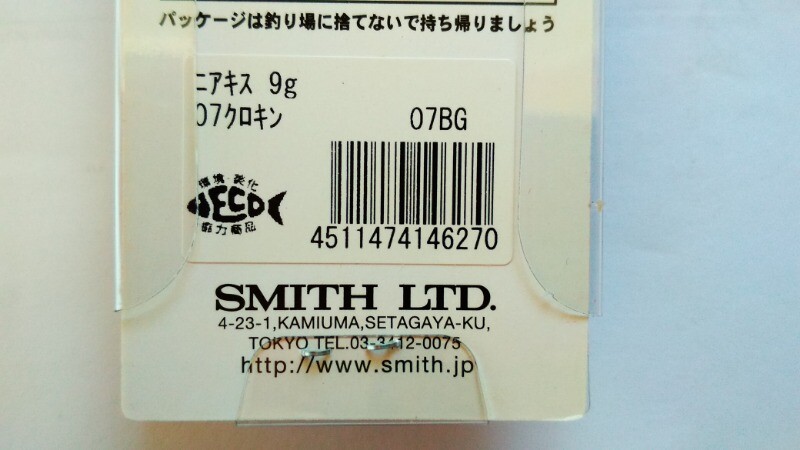 パッケージは釣り場に捨てないで持ち帰りましょう
ニアキス 9g
07クロキン 07BG
環境・美化
ECO
協力商品
4511474146270
SMITH LTD.
4-23-1,KAMIUMA,SETAGAYA-KU,
TOKYO TEL.03-3412-0075
http://www.smith.jp